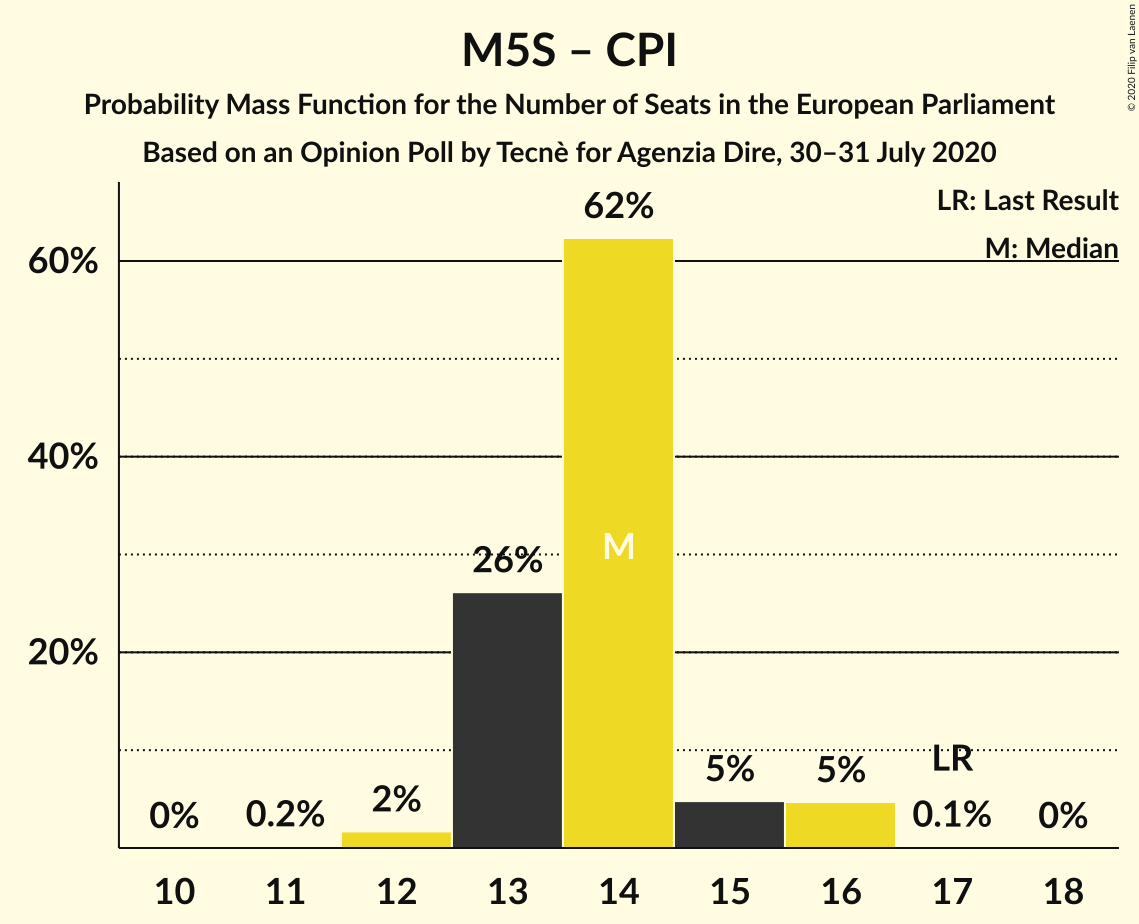 M5S – CPI
Probability Mass Function for the Number of Seats in the European Parliament
Based on an Opinion Poll by Tecnè for Agenzia Dire, 30–31 July 2020
© 2020 Filip van Laenen
LR: Last Result
M: Median
60%
40%
20%
0%
0.2%
2%
26%
62%
M
5%
5%
LR
0.1%
0%
10 11 12 13 14 15 16 17 18